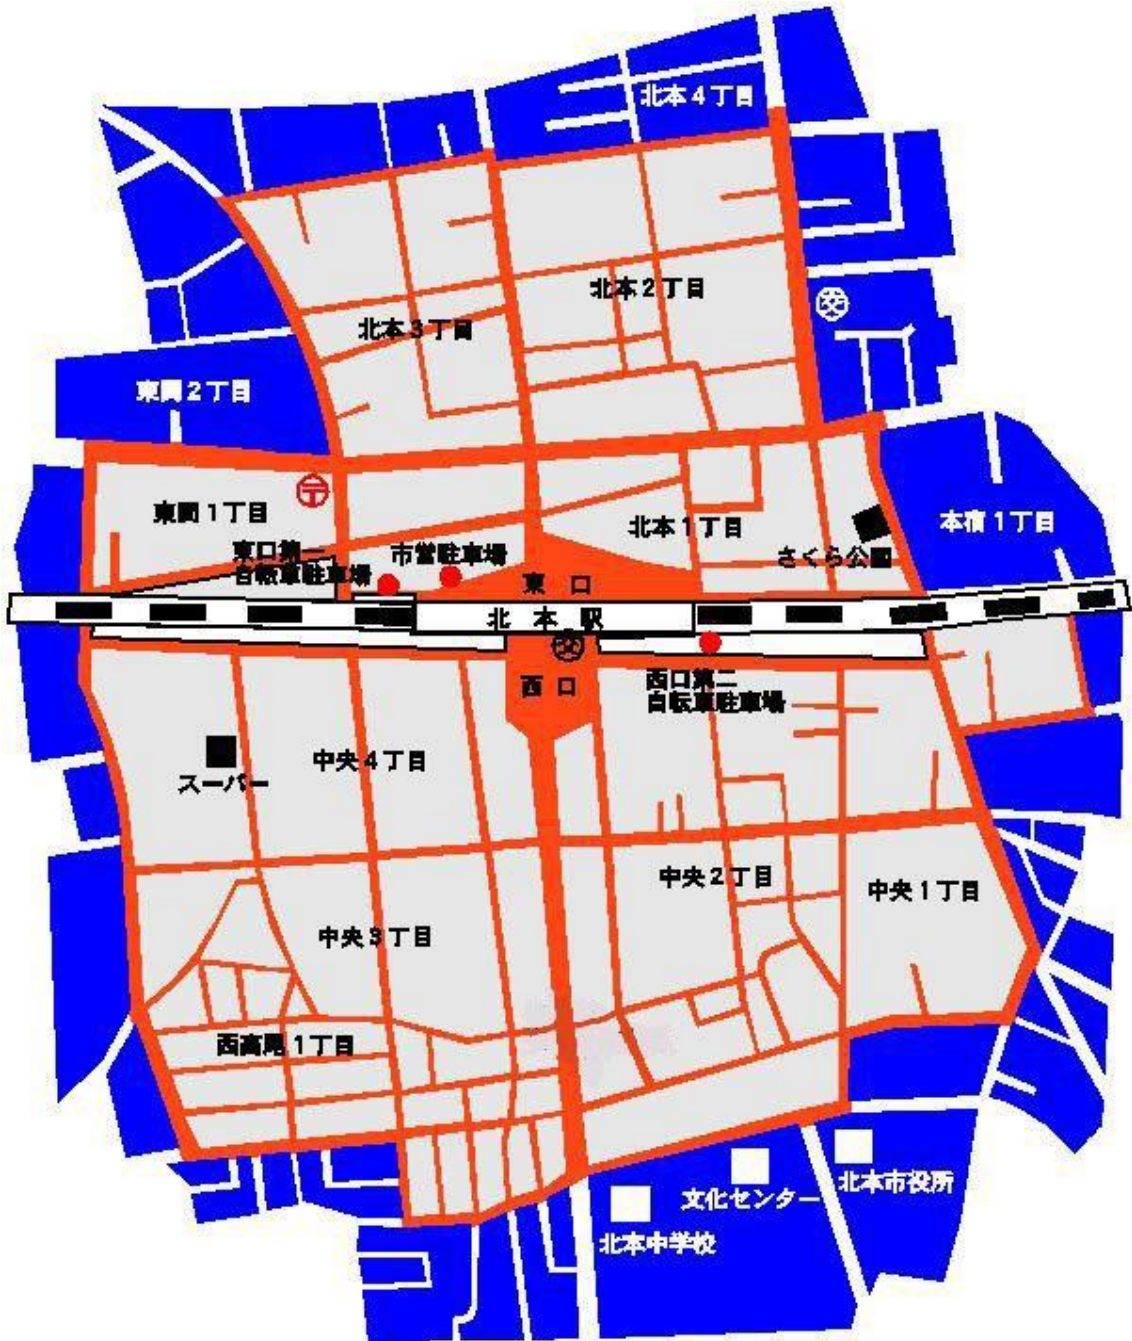 北本4丁目
北本2丁目
北本3丁目
東間2丁目
東間1丁目
北本1丁目
本宿1丁目
東口第一
自転車駐車場
市営駐車場
さくら公園
東 口
北 本 駅
西 口
西口第二
自転車駐車場
スーパー
中央4丁目
中央2丁目
中央1丁目
中央3丁目
西高尾1丁目
文化センター
北本市役所
北本中学校